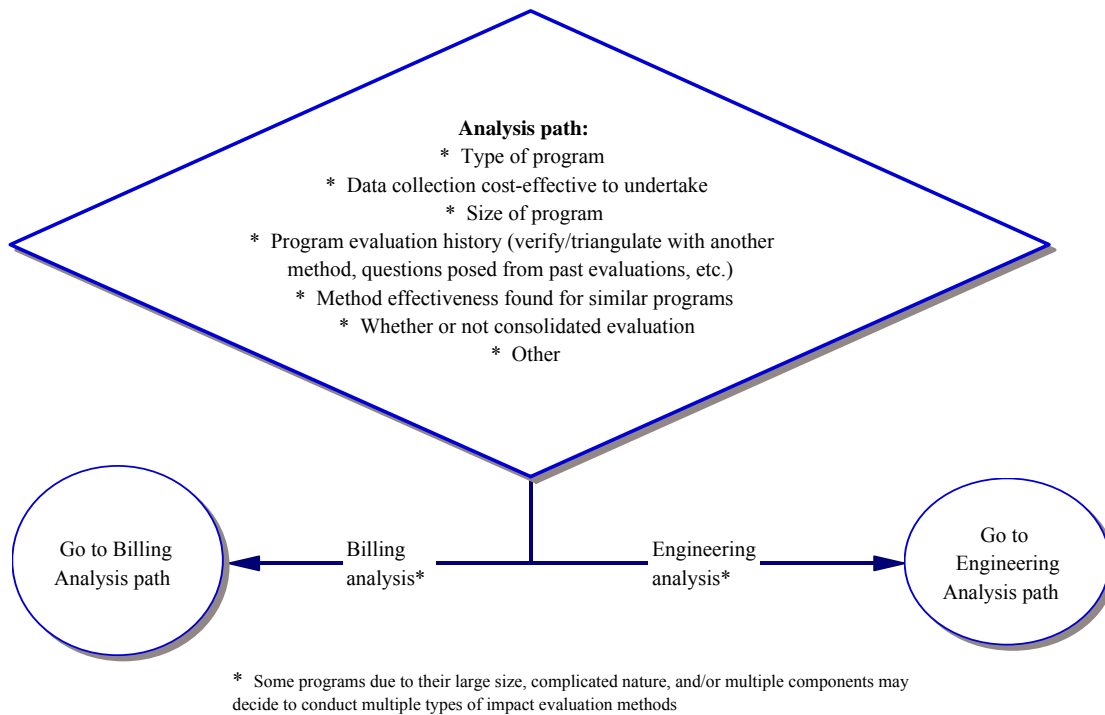 Analysis path:
* Type of program
* Data collection cost-effective to undertake
* Size of program
* Program evaluation history (verify/triangulate with another
method, questions posed from past evaluations, etc.)
* Method effectiveness found for similar programs
* Whether or not consolidated evaluation
* Other
Go to Billing
Analysis path
Billing
analysis*
Engineering
analysis*
Go to
Engineering
Analysis path
* Some programs due to their large size, complicated nature, and/or multiple components may
decide to conduct multiple types of impact evaluation methods